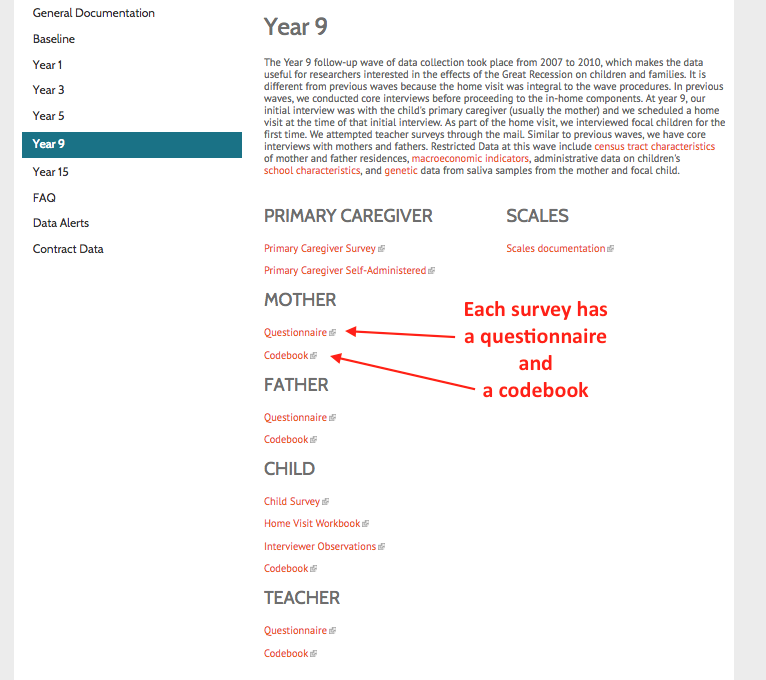 General Documentation
Baseline
Year 1
Year 3
Year 5
Year 9
Year 15
FAQ
Data Alerts
Contract Data
Year 9
The Year 9 follow-up wave of data collection took place from 2007 to 2010, which makes the data
useful for researchers interested in the effects of the Great Recession on children and families. It is
different from previous waves because the home visit was integral to the wave procedures. In previous
waves, we conducted core interviews before proceeding to the in-home components. At year 9, our
initial interview was with the child's primary caregiver (usually the mother) and we scheduled a home
visit at the time of that initial interview. As part of the home visit, we interviewed focal children for the
first time. We attempted teacher surveys through the mail. Similar to previous waves, we have core
interviews with mothers and fathers. Restricted Data at this wave include census tract characteristics
of mother and father residences, macroeconomic indicators, administrative data on children's
school characteristics, and genetic data from saliva samples from the mother and focal child.
PRIMARY CAREGIVER
Primary Caregiver Survey
Primary Caregiver Self-Administered
SCALES
Scales documentation
MOTHER
Questionnaire
Codebook
Each survey has
a questionnaire
and
a codebook
FATHER
Questionnaire
Codebook
CHILD
Child Survey
Home Visit Workbook
Interviewer Observations
Codebook
TEACHER
Questionnaire
Codebook